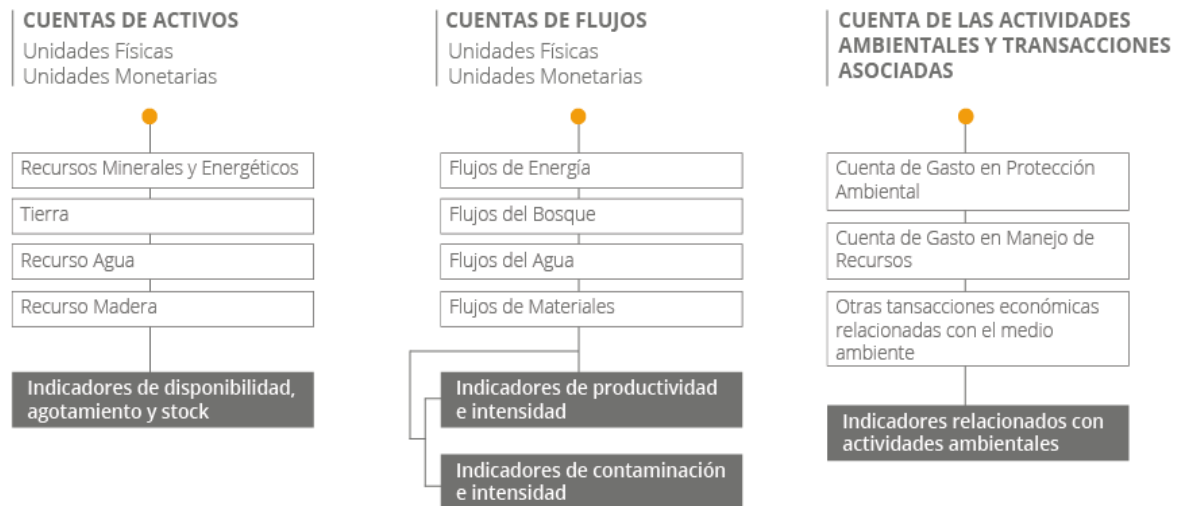 CUENTAS DE ACTIVOS
Unidades Físicas
Unidades Monetarias
Recursos Minerales y Energéticos
Tierra
Recurso Agua
Recurso Madera
Indicadores de disponibilidad,
agotamiento y stock
CUENTAS DE FLUJOS
Unidades Físicas
Unidades Monetarias
Flujos de Energía
Flujos del Bosque
Flujos del Agua
Flujos de Materiales
Indicadores de productividad
e intensidad
Indicadores de contaminación
e intensidad
CUENTA DE LAS ACTIVIDADES
AMBIENTALES Y TRANSACCIONES
ASOCIADAS
Cuenta de Gasto en Protección
Ambiental
Cuenta de Gasto en Manejo de
Recursos
Otras tansacciones económicas
relacionadas con el medio
ambiente
Indicadores relacionados con
actividades ambientales